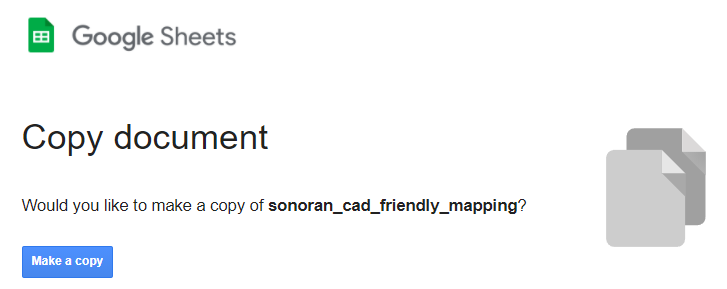 Google Sheets
Copy document
Would you like to make a copy of sonoran_cad_friendly_mapping?
Make a copy